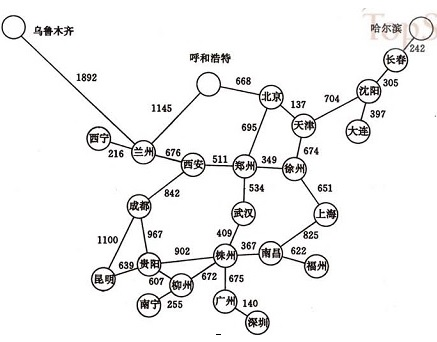 TopS
乌鲁木齐
哈尔滨
242
长春
呼和浩特
1892
668
305
沈阳
北京
704
137
1145
397
天津
大连
695
西宁
兰州
674
216
676
西安
511
郑州
349
徐州
842
534
651
成都
武汉
上海
1100
967
409
825
902
株州
367
南昌
622
昆明
639
贵阳
672
675
福州
607
柳州
南宁
255
广州
140
深圳